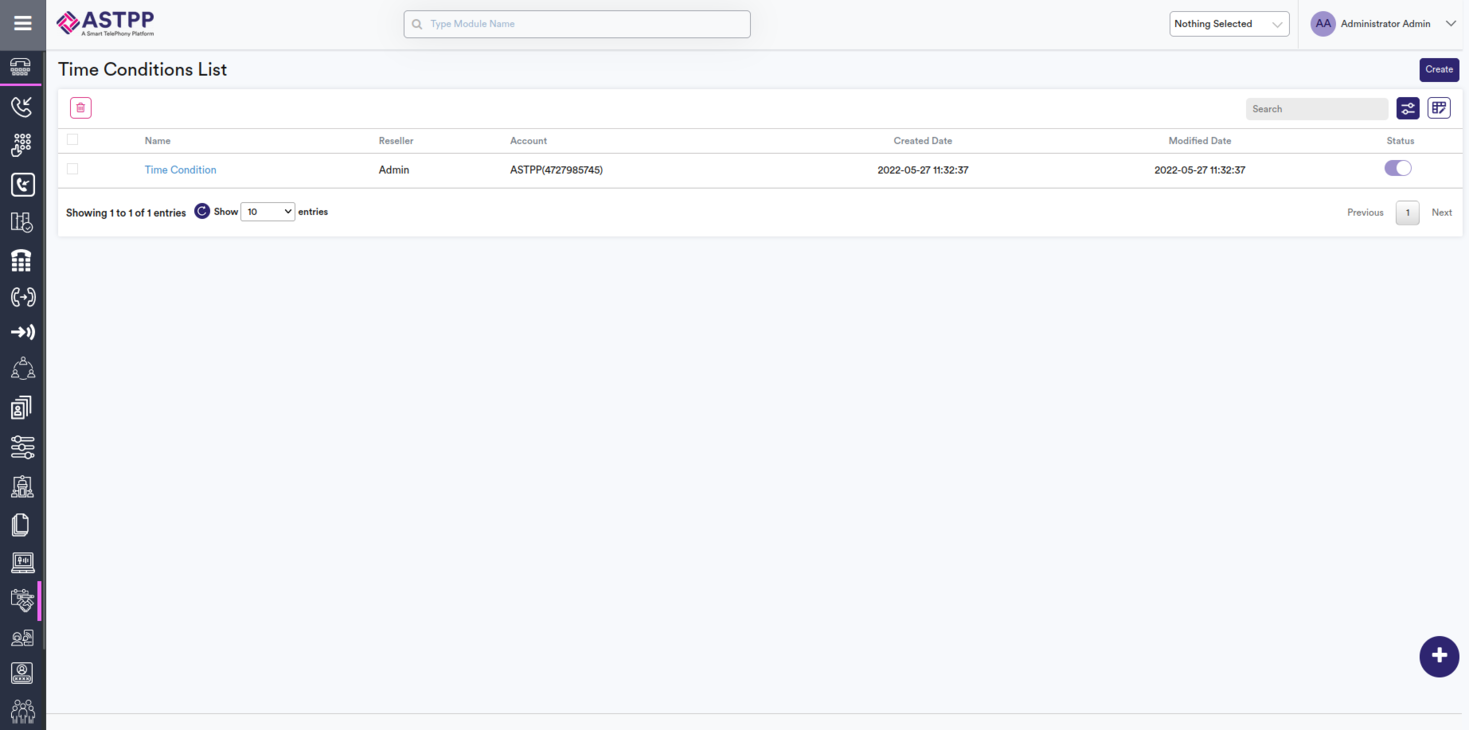 ASTPP
A Smart TelePhony Platform
Type Module Name
Nothing Selected
AA
Administrator Admin
Time Conditions List
Create
Search
Name Reseller Account Created Date Modified Date Status
Time Condition Admin ASTPP(4727985745) 2022-05-27 11:32:37 2022-05-27 11:32:37
Showing 1 to 1 of 1 entries Show 10 entries
Previous 1 Next